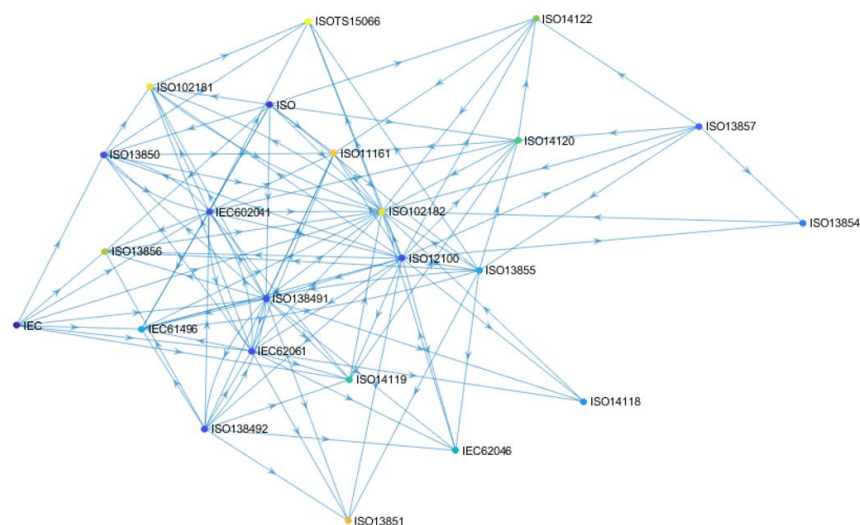 ISOTS15066
ISO14122
ISO102181
ISO
ISO13857
ISO14120
ISO13850
ISO11161
IEC602041
ISO102182
ISO13854
ISO13856
ISO12100
ISO13855
ISO138491
IEC
IEC61496
IEC62061
ISO14119
ISO14118
ISO138492
IEC62046
ISO13851